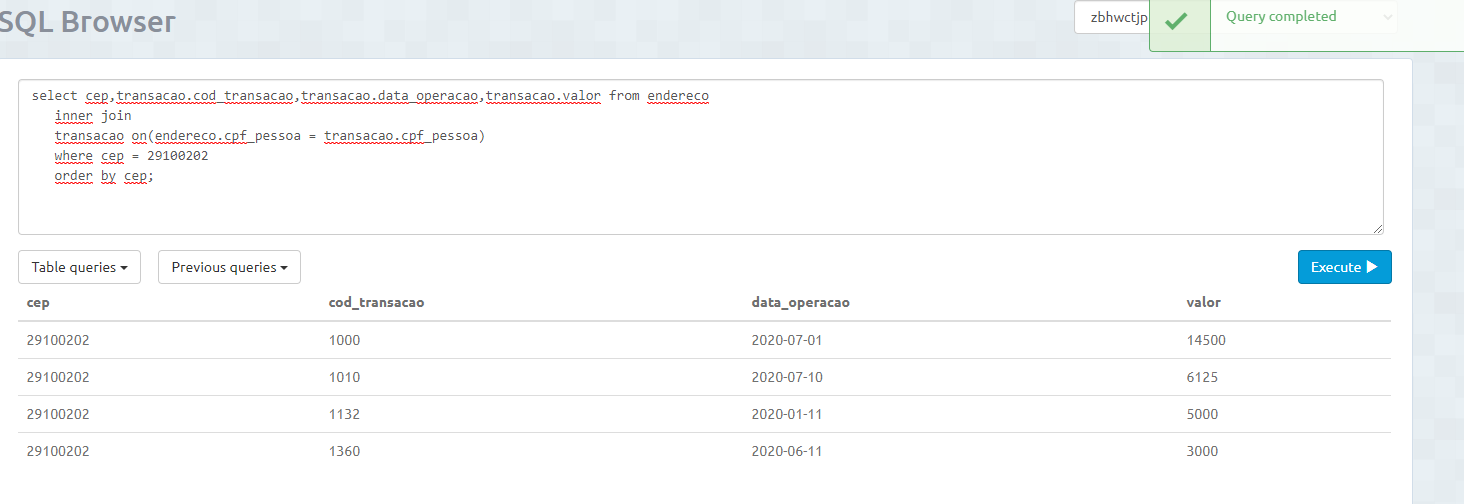 SQL Browser
zbhwctjp
Query completed
select cep,transacao.cod_transacao,transacao.data_operacao,transacao.valor from endereco
inner join
transacao on(endereco.cpf_pessoa = transacao.cpf_pessoa)
where cep = 29100202
order by cep;
Table queries
Previous queries
Execute
cep cod_transacao data_operacao valor
29100202 1000 2020-07-01 14500
29100202 1010 2020-07-10 6125
29100202 1132 2020-01-11 5000
29100202 1360 2020-06-11 3000